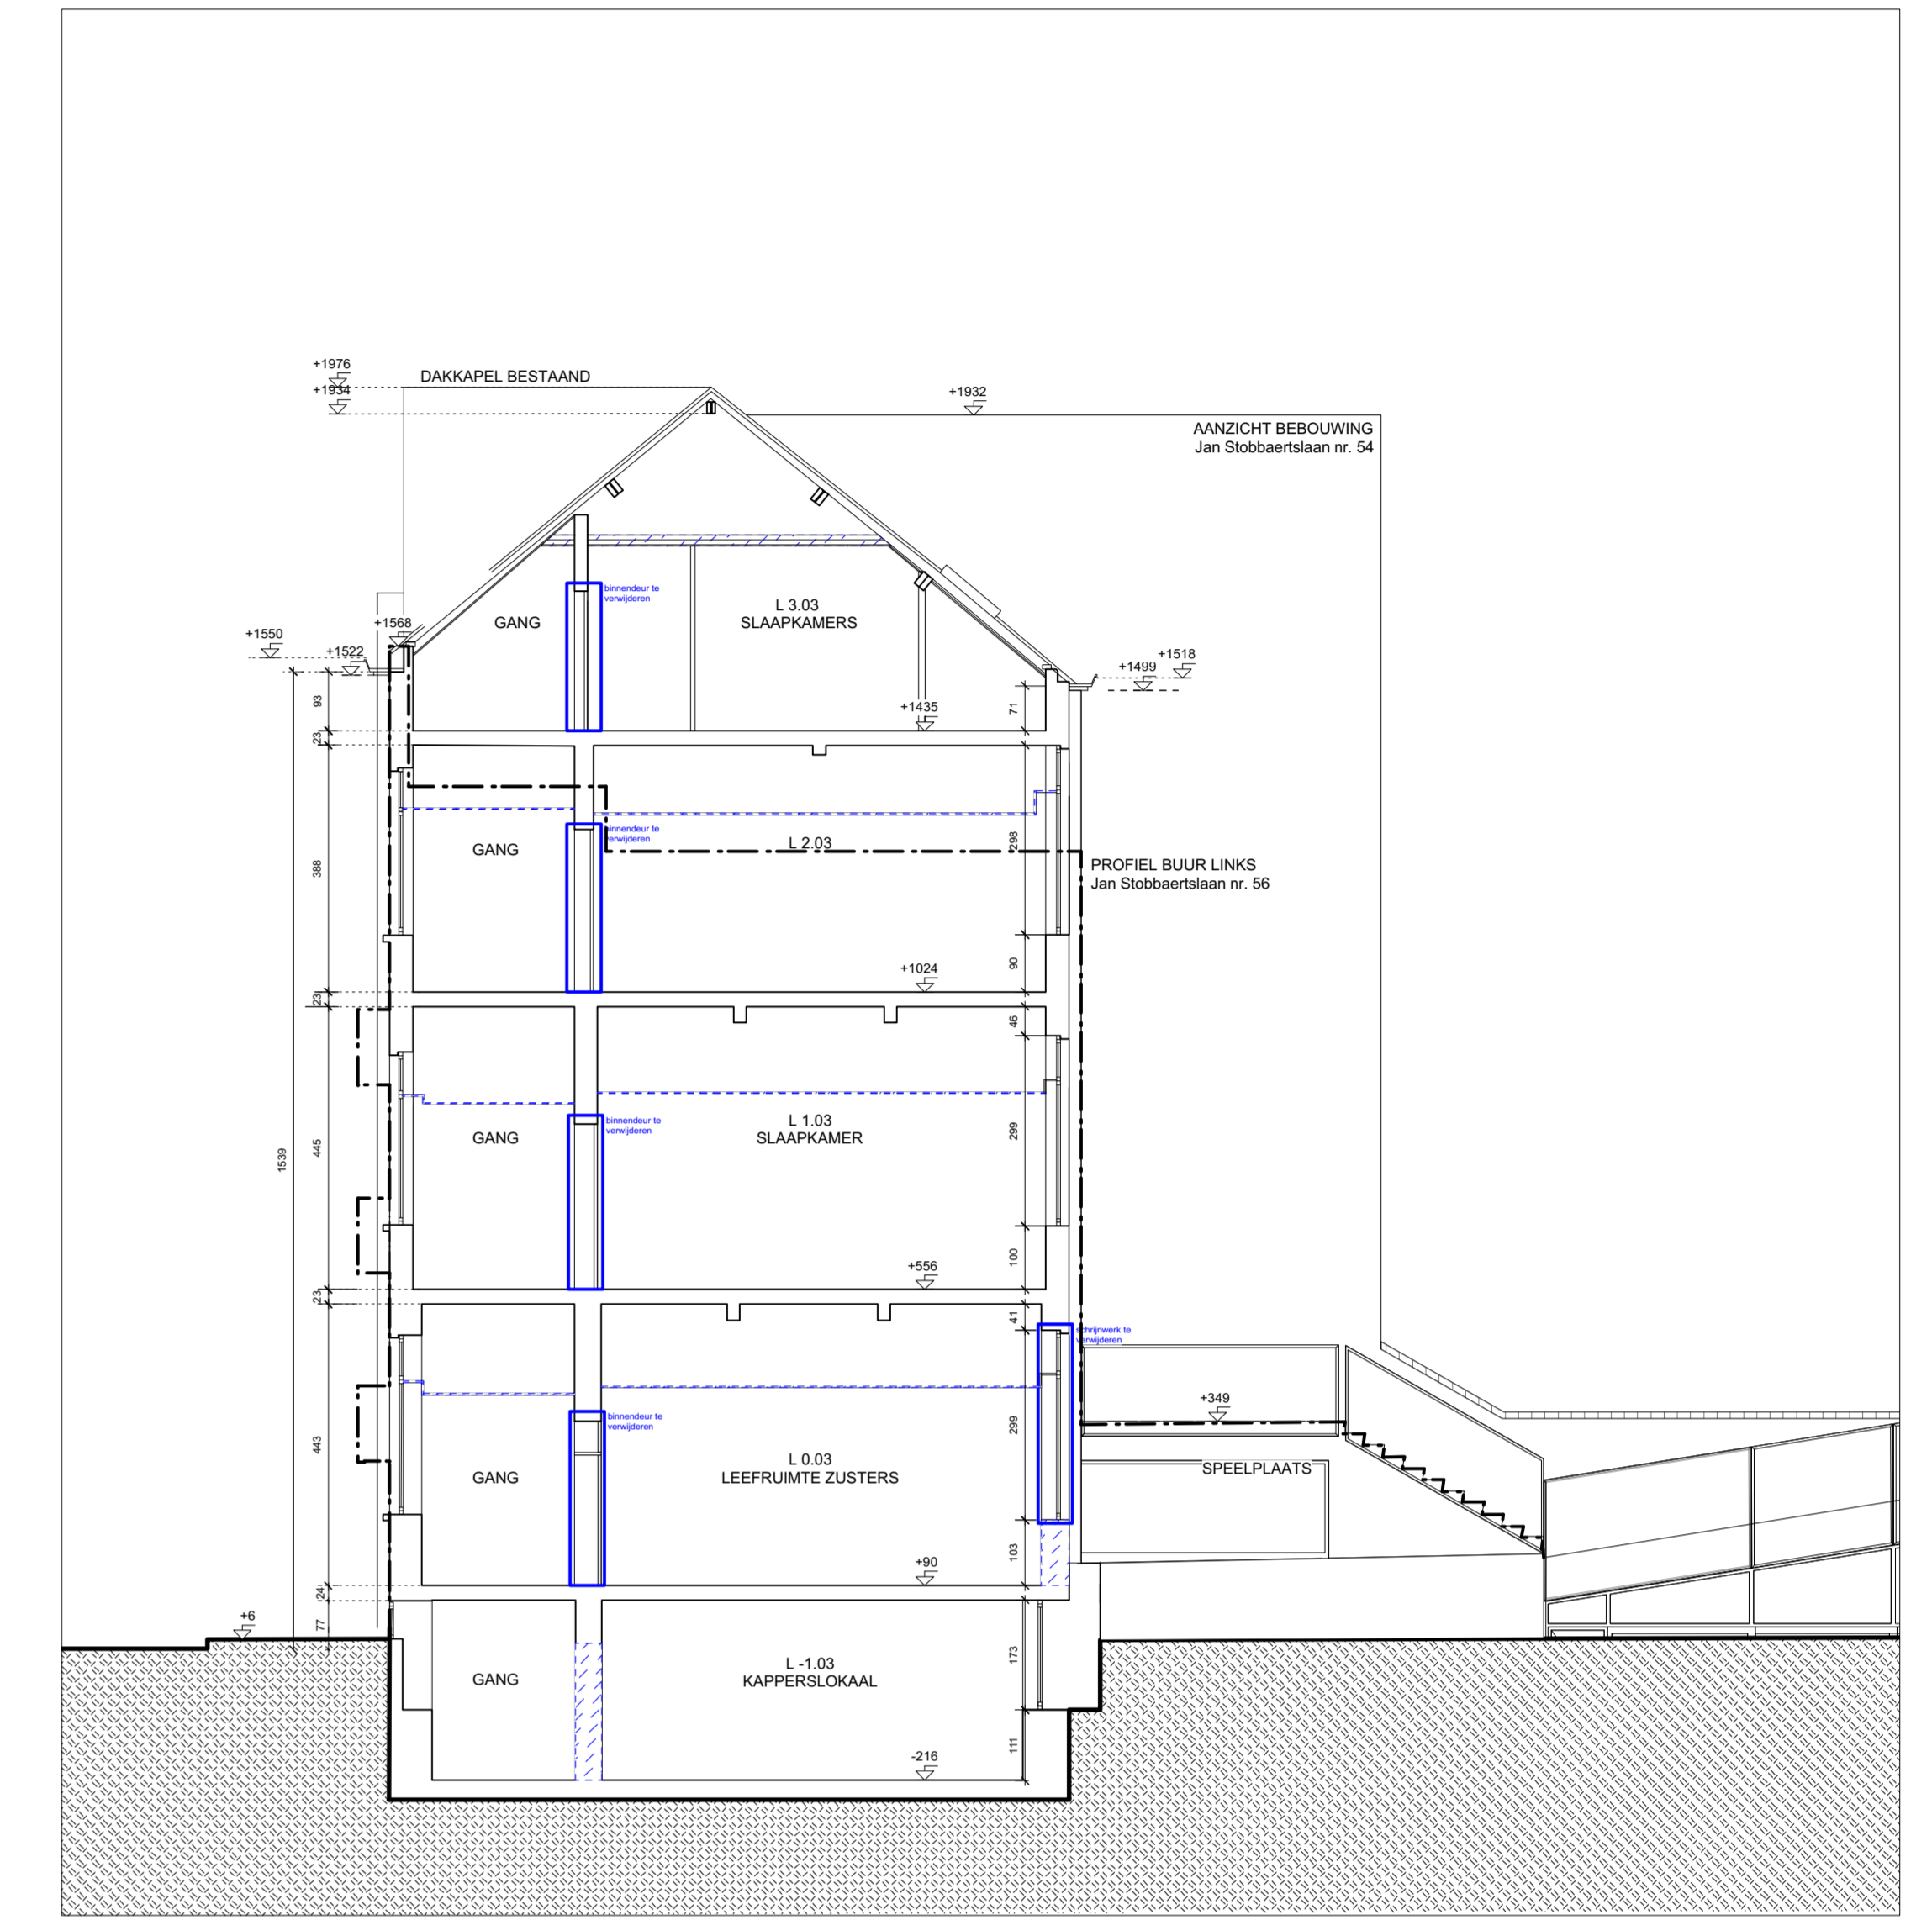 +1976
DAKKAPEL BESTAAND
+1934
+1932
AANZICHT BEBOUWING
Jan Stobbaertslaan nr. 54
binnendeur te
verwijderen
L 3.03
SLAAPKAMERS
GANG
+1568
+1550
+1522
+1518
+1499
93
+1435
71
23
binnendeur te
verwijderen
GANG
L 2.03
298
388
PROFIEL BUUR LINKS
Jan Stobbaertslaan nr. 56
+1024
90
23
46
binnendeur te
verwijderen
L 1.03
SLAAPKAMER
GANG
299
445
1539
100
+556
23
41
schrijnwerk te
verwijderen
+349
binnendeur te
verwijderen
299
443
L 0.03
LEEFRUIMTE ZUSTERS
GANG
SPEELPLAATS
103
+90
24
+6
77
173
L -1.03
KAPPERSLOKAAL
GANG
111
-216